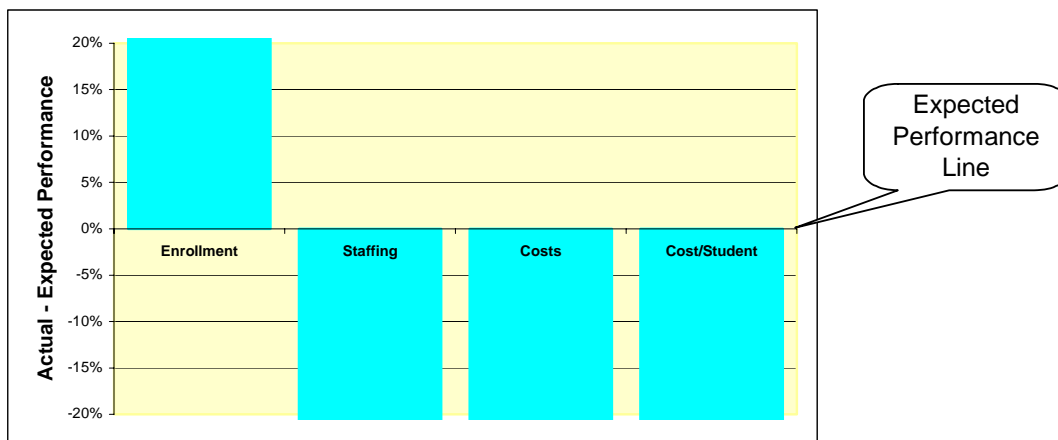 20%
15%
10%
5%
0%
-5%
-10%
-15%
-20%
Actual - Expected Performance
Enrollment
Staffing
Costs
Cost/Student
Expected
Performance
Line